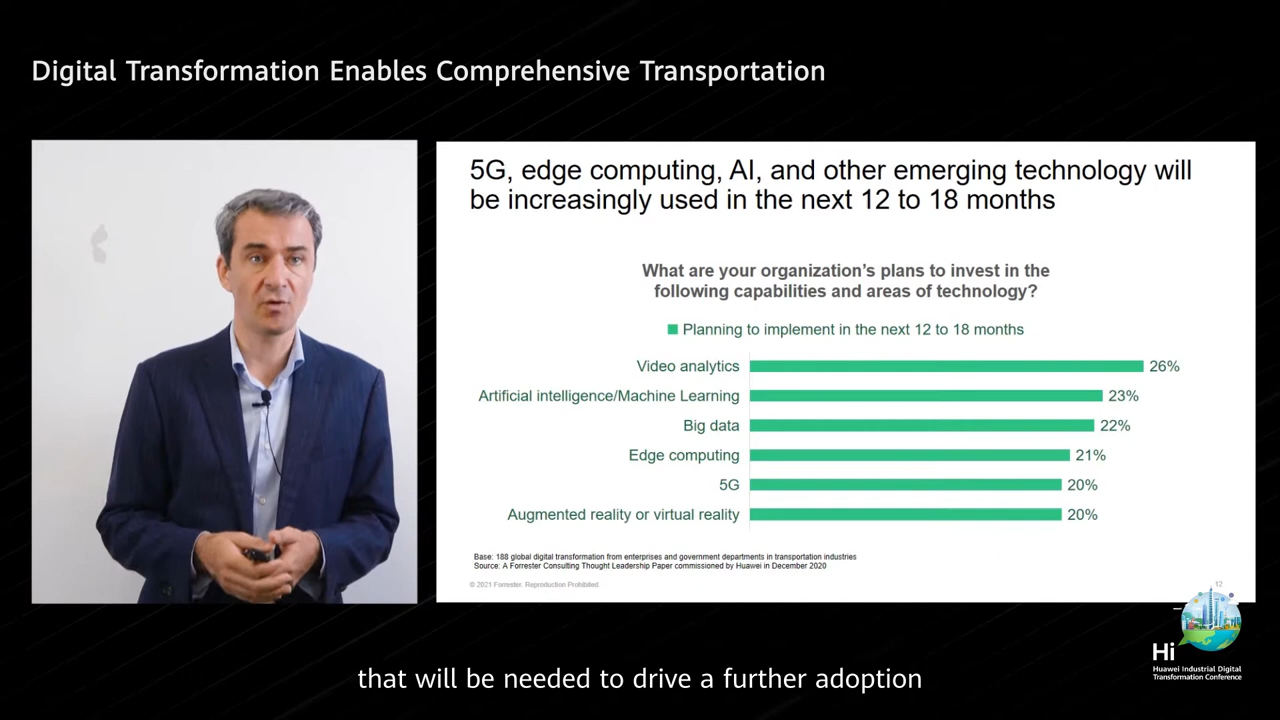 Digital Transformation Enables Comprehensive Transportation
5G, edge computing, AI, and other emerging technology will
be increasingly used in the next 12 to 18 months
What are your organization's plans to invest in the
following capabilities and areas of technology?
Planning to implement in the next 12 to 18 months
Video analytics 26%
Artificial intelligence/Machine Learning 23%
Big data 22%
Edge computing 21%
5G 20%
Augmented reality or virtual reality 20%
Base: 188 global digital transformation from enterprises and government departments in transportation industries
Source: A Forrester Consulting Thought Leadership Paper commissioned by Huawei in December 2020
© 2021 Forrester. Reproduction Prohibited.
12
Hi
Huawei Industrial Digital
Transformation Conference
that will be needed to drive a further adoption